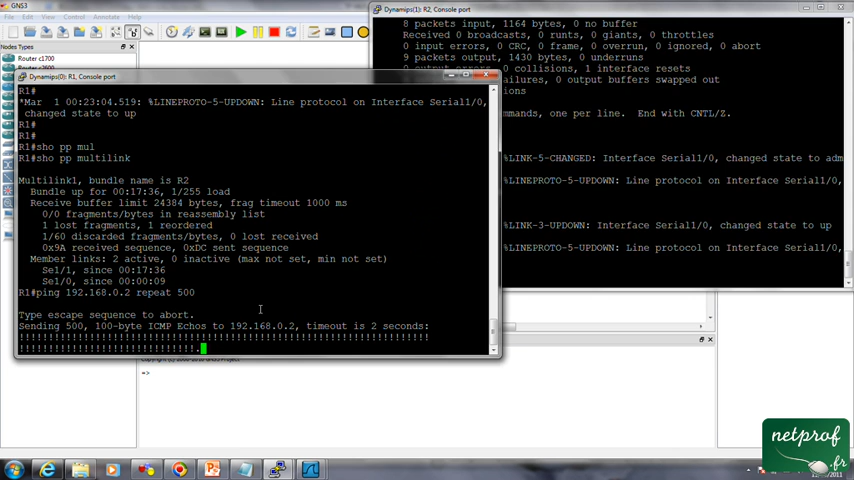 GNS3
File
Edit
View
Control
Device
Annotate
Tools
Help
Nodes Types
Router c1700
Router c2600
Dynamips(1): R2, Console port
8 packets input, 1164 bytes, 0 no buffer
Received 0 broadcasts, 0 runts, 0 giants, 0 throttles
0 input errors, 0 CRC, 0 frame, 0 overrun, 0 ignored, 0 abort
9 packets output, 1430 bytes, 0 underruns
0 collisions, 1 interface resets
failures, 0 output buffers swapped out
ions
mmands, one per line.  End with CNTL/Z.
%LINK-5-CHANGED: Interface Serial1/0, changed state to adm
%LINEPROTO-5-UPDOWN: Line protocol on Interface Serial1/0,
%LINK-3-UPDOWN: Interface Serial1/0, changed state to up
%LINEPROTO-5-UPDOWN: Line protocol on Interface Serial1/0,
Dynamips(0): R1, Console port
R1#
*Mar  1 00:23:04.519: %LINEPROTO-5-UPDOWN: Line protocol on Interface Serial1/0,
changed state to up
R1#
R1#
R1#sho pp mul
R1#sho pp multilink
Multilink1, bundle name is R2
Bundle up for 00:17:36, 1/255 load
Receive buffer limit 24384 bytes, frag timeout 1000 ms
0/0 fragments/bytes in reassembly list
1 lost fragments, 1 reordered
1/60 discarded fragments/bytes, 0 lost received
0x9A received sequence, 0xDC sent sequence
Member links: 2 active, 0 inactive (max not set, min not set)
Se1/1, since 00:17:36
Se1/0, since 00:00:09
R1#ping 192.168.0.2 repeat 500
Type escape sequence to abort.
Sending 500, 100-byte ICMP Echos to 192.168.0.2, timeout is 2 seconds:
!!!!!!!!!!!!!!!!!!!!!!!!!!!!!!!!!!!!!!!!!!!!!!!!!!!!!!!!!!!!!!!!!!!!!!
!!!!!!!!!!!!!!!!!!!!!!!!!!!!!!.
=>
netprof
.fr